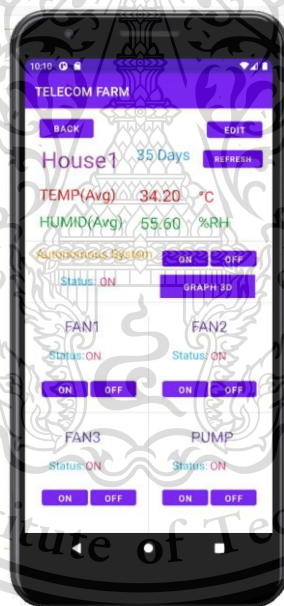 10:10
TELECOM FARM
BACK EDIT
House1 35 Days REFRESH
TEMP(Avg) 34.20 °C
HUMID(Avg) 55.60 %RH
Autonomous System ON OFF
Status: ON GRAPH 3D
FAN1 FAN2
Status: ON Status: ON
ON OFF ON OFF
FAN3 PUMP
Status: ON Status: ON
ON OFF ON OFF
of